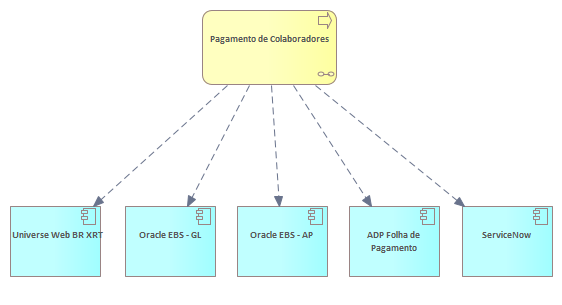 Pagamento de Colaboradores
Universe Web BR XRT
Oracle EBS - GL
Oracle EBS - AP
ADP Folha de
Pagamento
ServiceNow